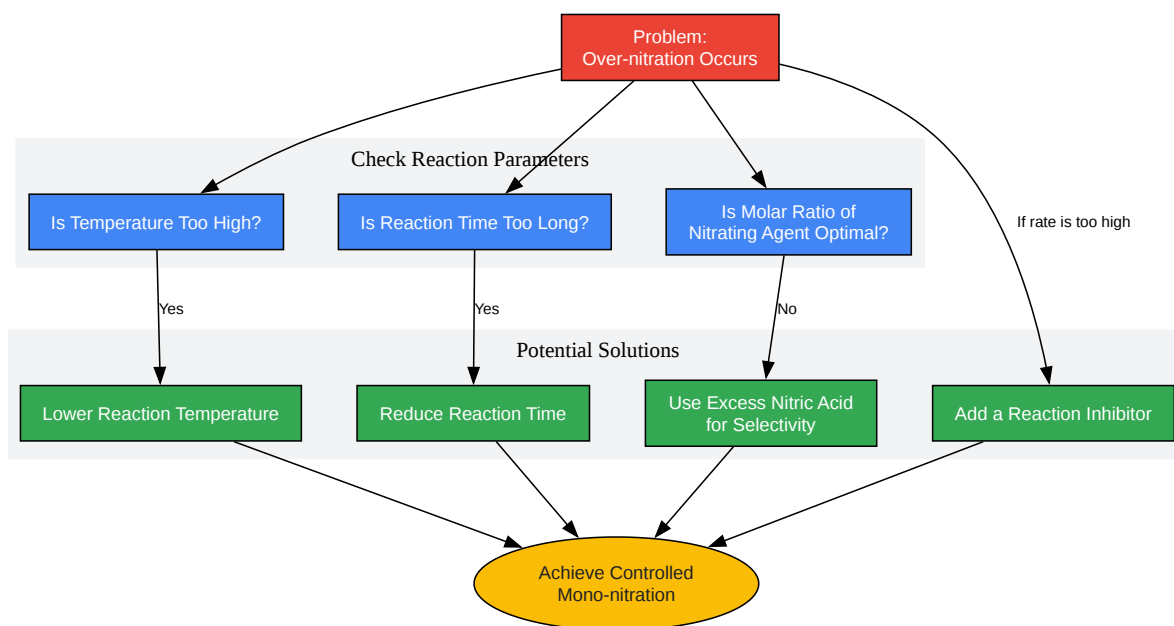 Problem:
Over-nitration Occurs
Check Reaction Parameters
Is Temperature Too High?
Is Reaction Time Too Long?
Is Molar Ratio of
Nitrating Agent Optimal?
If rate is too high
Yes
Yes
No
Potential Solutions
Lower Reaction Temperature
Reduce Reaction Time
Use Excess Nitric Acid
for Selectivity
Add a Reaction Inhibitor
Achieve Controlled
Mono-nitration